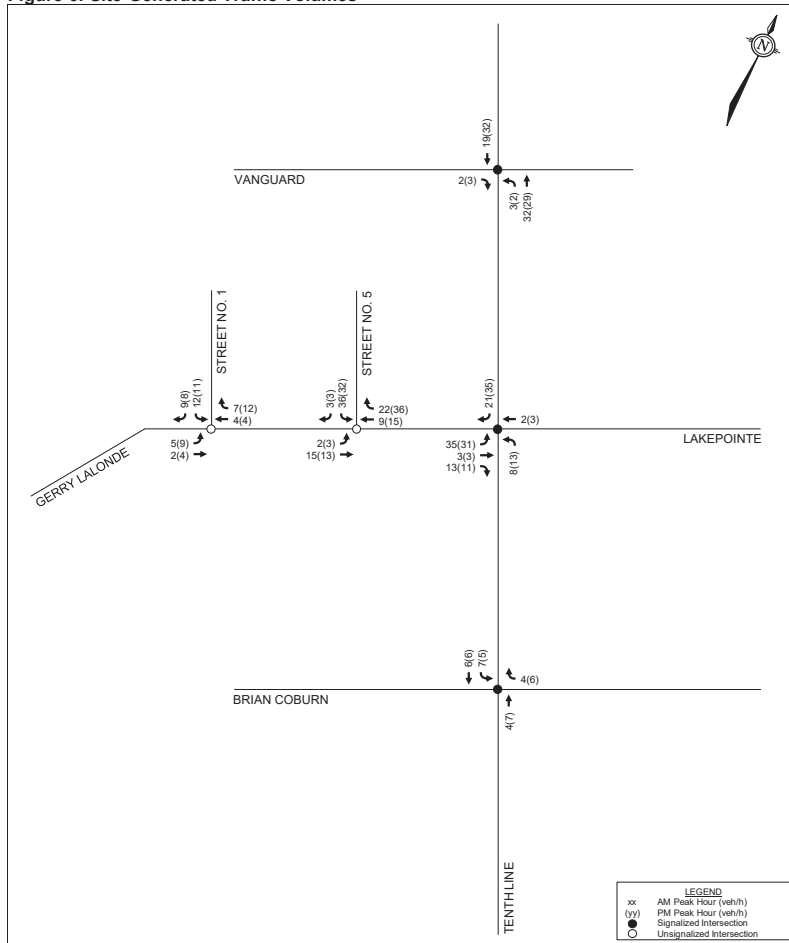 Figure 6: Site-Generated Traffic Volumes
N
19(32)
VANGUARD
2(3)
3(2)
32(29)
STREET NO. 1
STREET NO. 5
9(8)
12(11)
7(12)
4(4)
3(3)
36(32)
22(36)
9(15)
21(35)
2(3)
5(9)
2(4)
2(3)
15(13)
35(31)
3(3)
13(11)
8(13)
LAKEPOINTE
GERRY LALONDE
6(6)
7(5)
4(6)
BRIAN COBURN
4(7)
TENTH LINE
LEGEND
xx AM Peak Hour (veh/h)
(yy) PM Peak Hour (veh/h)
Signalized Intersection
Unsignalized Intersection